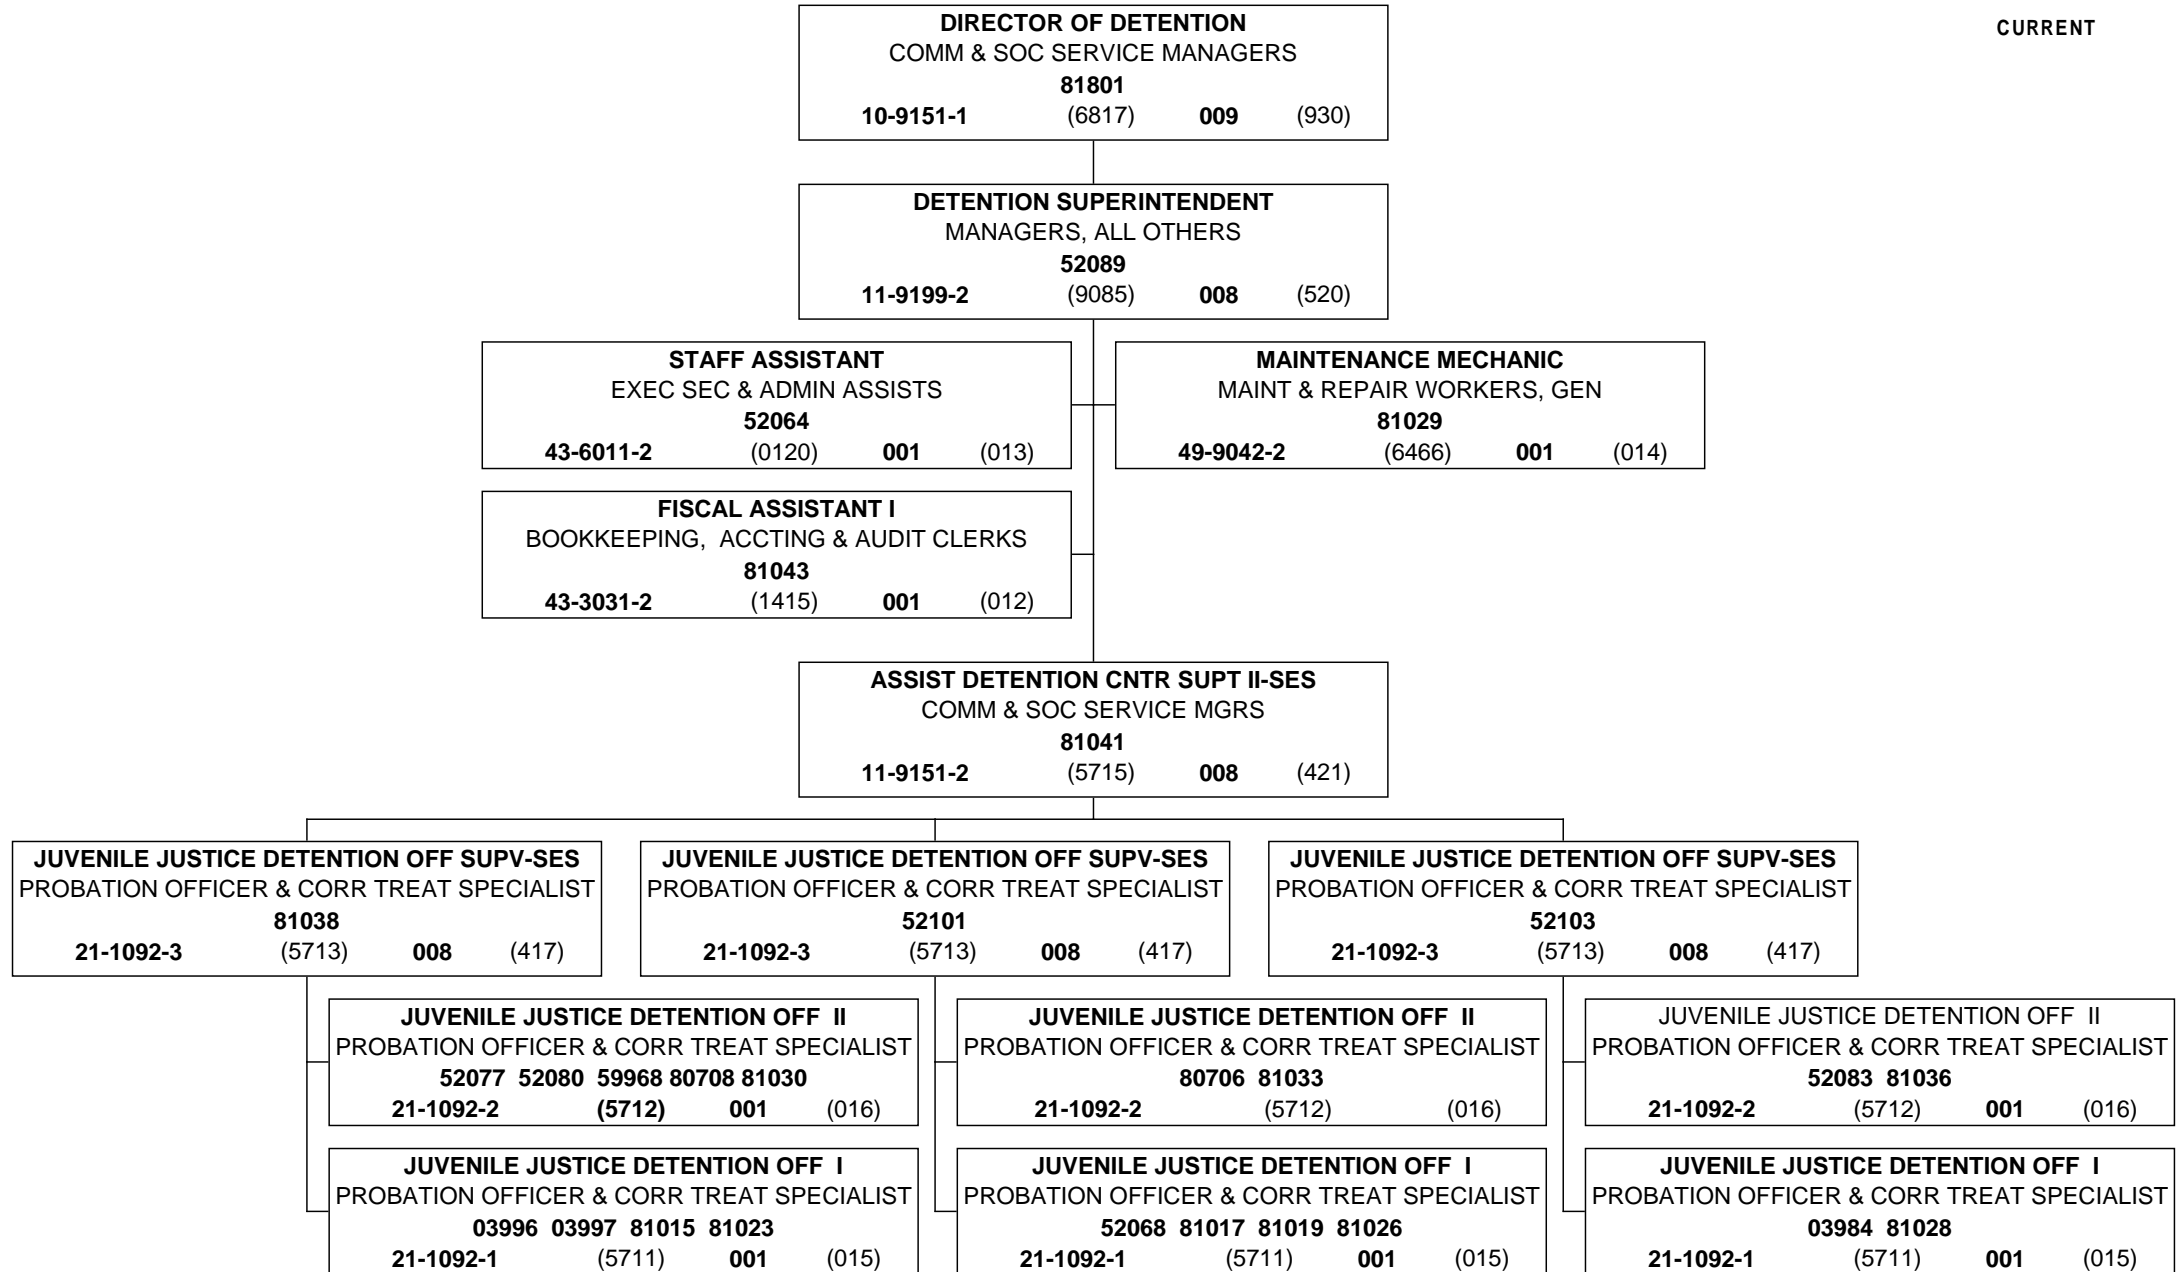 CURRENT
DIRECTOR OF DETENTION
COMM & SOC SERVICE MANAGERS
81801
10-9151-1 (6817) 009 (930)
DETENTION SUPERINTENDENT
MANAGERS, ALL OTHERS
52089
11-9199-2 (9085) 008 (520)
STAFF ASSISTANT
EXEC SEC & ADMIN ASSISTS
52064
43-6011-2 (0120) 001 (013)
MAINTENANCE MECHANIC
MAINT & REPAIR WORKERS, GEN
81029
49-9042-2 (6466) 001 (014)
FISCAL ASSISTANT I
BOOKKEEPING, ACCTING & AUDIT CLERKS
81043
43-3031-2 (1415) 001 (012)
ASSIST DETENTION CNTR SUPT II-SES
COMM & SOC SERVICE MGRS
81041
11-9151-2 (5715) 008 (421)
JUVENILE JUSTICE DETENTION OFF SUPV-SES
PROBATION OFFICER & CORR TREAT SPECIALIST
81038
21-1092-3 (5713) 008 (417)
JUVENILE JUSTICE DETENTION OFF SUPV-SES
PROBATION OFFICER & CORR TREAT SPECIALIST
52101
21-1092-3 (5713) 008 (417)
JUVENILE JUSTICE DETENTION OFF SUPV-SES
PROBATION OFFICER & CORR TREAT SPECIALIST
52103
21-1092-3 (5713) 008 (417)
JUVENILE JUSTICE DETENTION OFF II
PROBATION OFFICER & CORR TREAT SPECIALIST
52077 52080 59968 80708 81030
21-1092-2 (5712) 001 (016)
JUVENILE JUSTICE DETENTION OFF II
PROBATION OFFICER & CORR TREAT SPECIALIST
80706 81033
21-1092-2 (5712) (016)
JUVENILE JUSTICE DETENTION OFF II
PROBATION OFFICER & CORR TREAT SPECIALIST
52083 81036
21-1092-2 (5712) 001 (016)
JUVENILE JUSTICE DETENTION OFF I
PROBATION OFFICER & CORR TREAT SPECIALIST
03996 03997 81015 81023
21-1092-1 (5711) 001 (015)
JUVENILE JUSTICE DETENTION OFF I
PROBATION OFFICER & CORR TREAT SPECIALIST
52068 81017 81019 81026
21-1092-1 (5711) 001 (015)
JUVENILE JUSTICE DETENTION OFF I
PROBATION OFFICER & CORR TREAT SPECIALIST
03984 81028
21-1092-1 (5711) 001 (015)